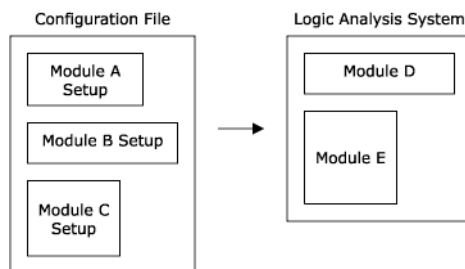 Configuration File
Module A
Setup
Module B Setup
Module C
Setup
Logic Analysis System
Module D
Module E